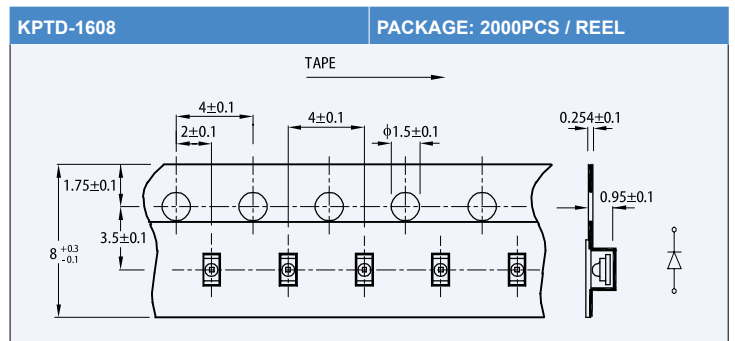 KPTD-1608
PACKAGE: 2000PCS / REEL
TAPE
4±0.1
2±0.1
4±0.1
ϕ1.5±0.1
0.254±0.1
1.75±0.1
0.95±0.1
3.5±0.1
8 +0.3 -0.1